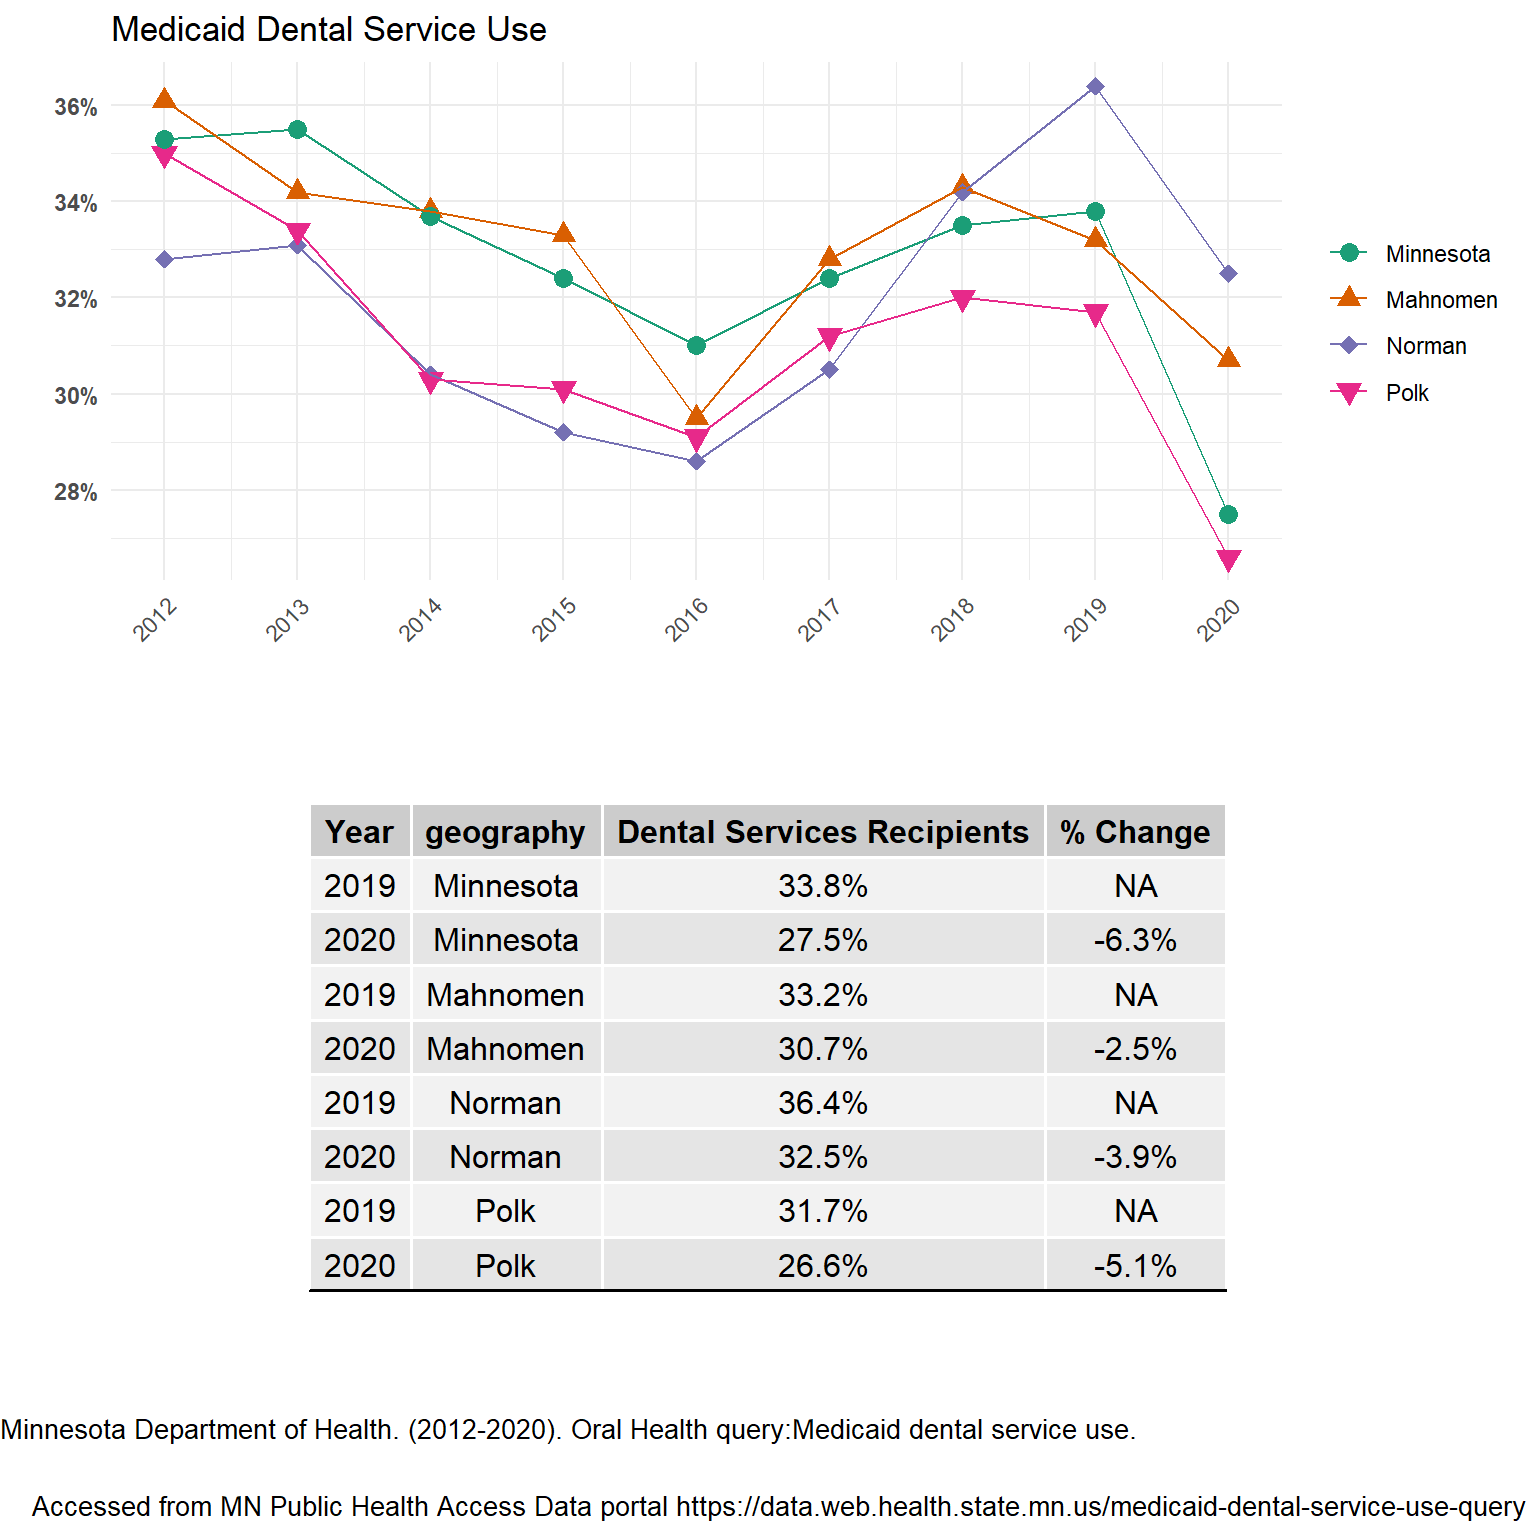 Medicaid Dental Service Use
36%
34%
32%
30%
28%
2012 2013 2014 2015 2016 2017 2018 2019 2020
Minnesota
Mahnomen
Norman
Polk
Year geography Dental Services Recipients % Change
2019 Minnesota 33.8% NA
2020 Minnesota 27.5% -6.3%
2019 Mahnomen 33.2% NA
2020 Mahnomen 30.7% -2.5%
2019 Norman 36.4% NA
2020 Norman 32.5% -3.9%
2019 Polk 31.7% NA
2020 Polk 26.6% -5.1%
Minnesota Department of Health. (2012-2020). Oral Health query:Medicaid dental service use.
Accessed from MN Public Health Access Data portal https://data.web.health.state.mn.us/medicaid-dental-service-use-query